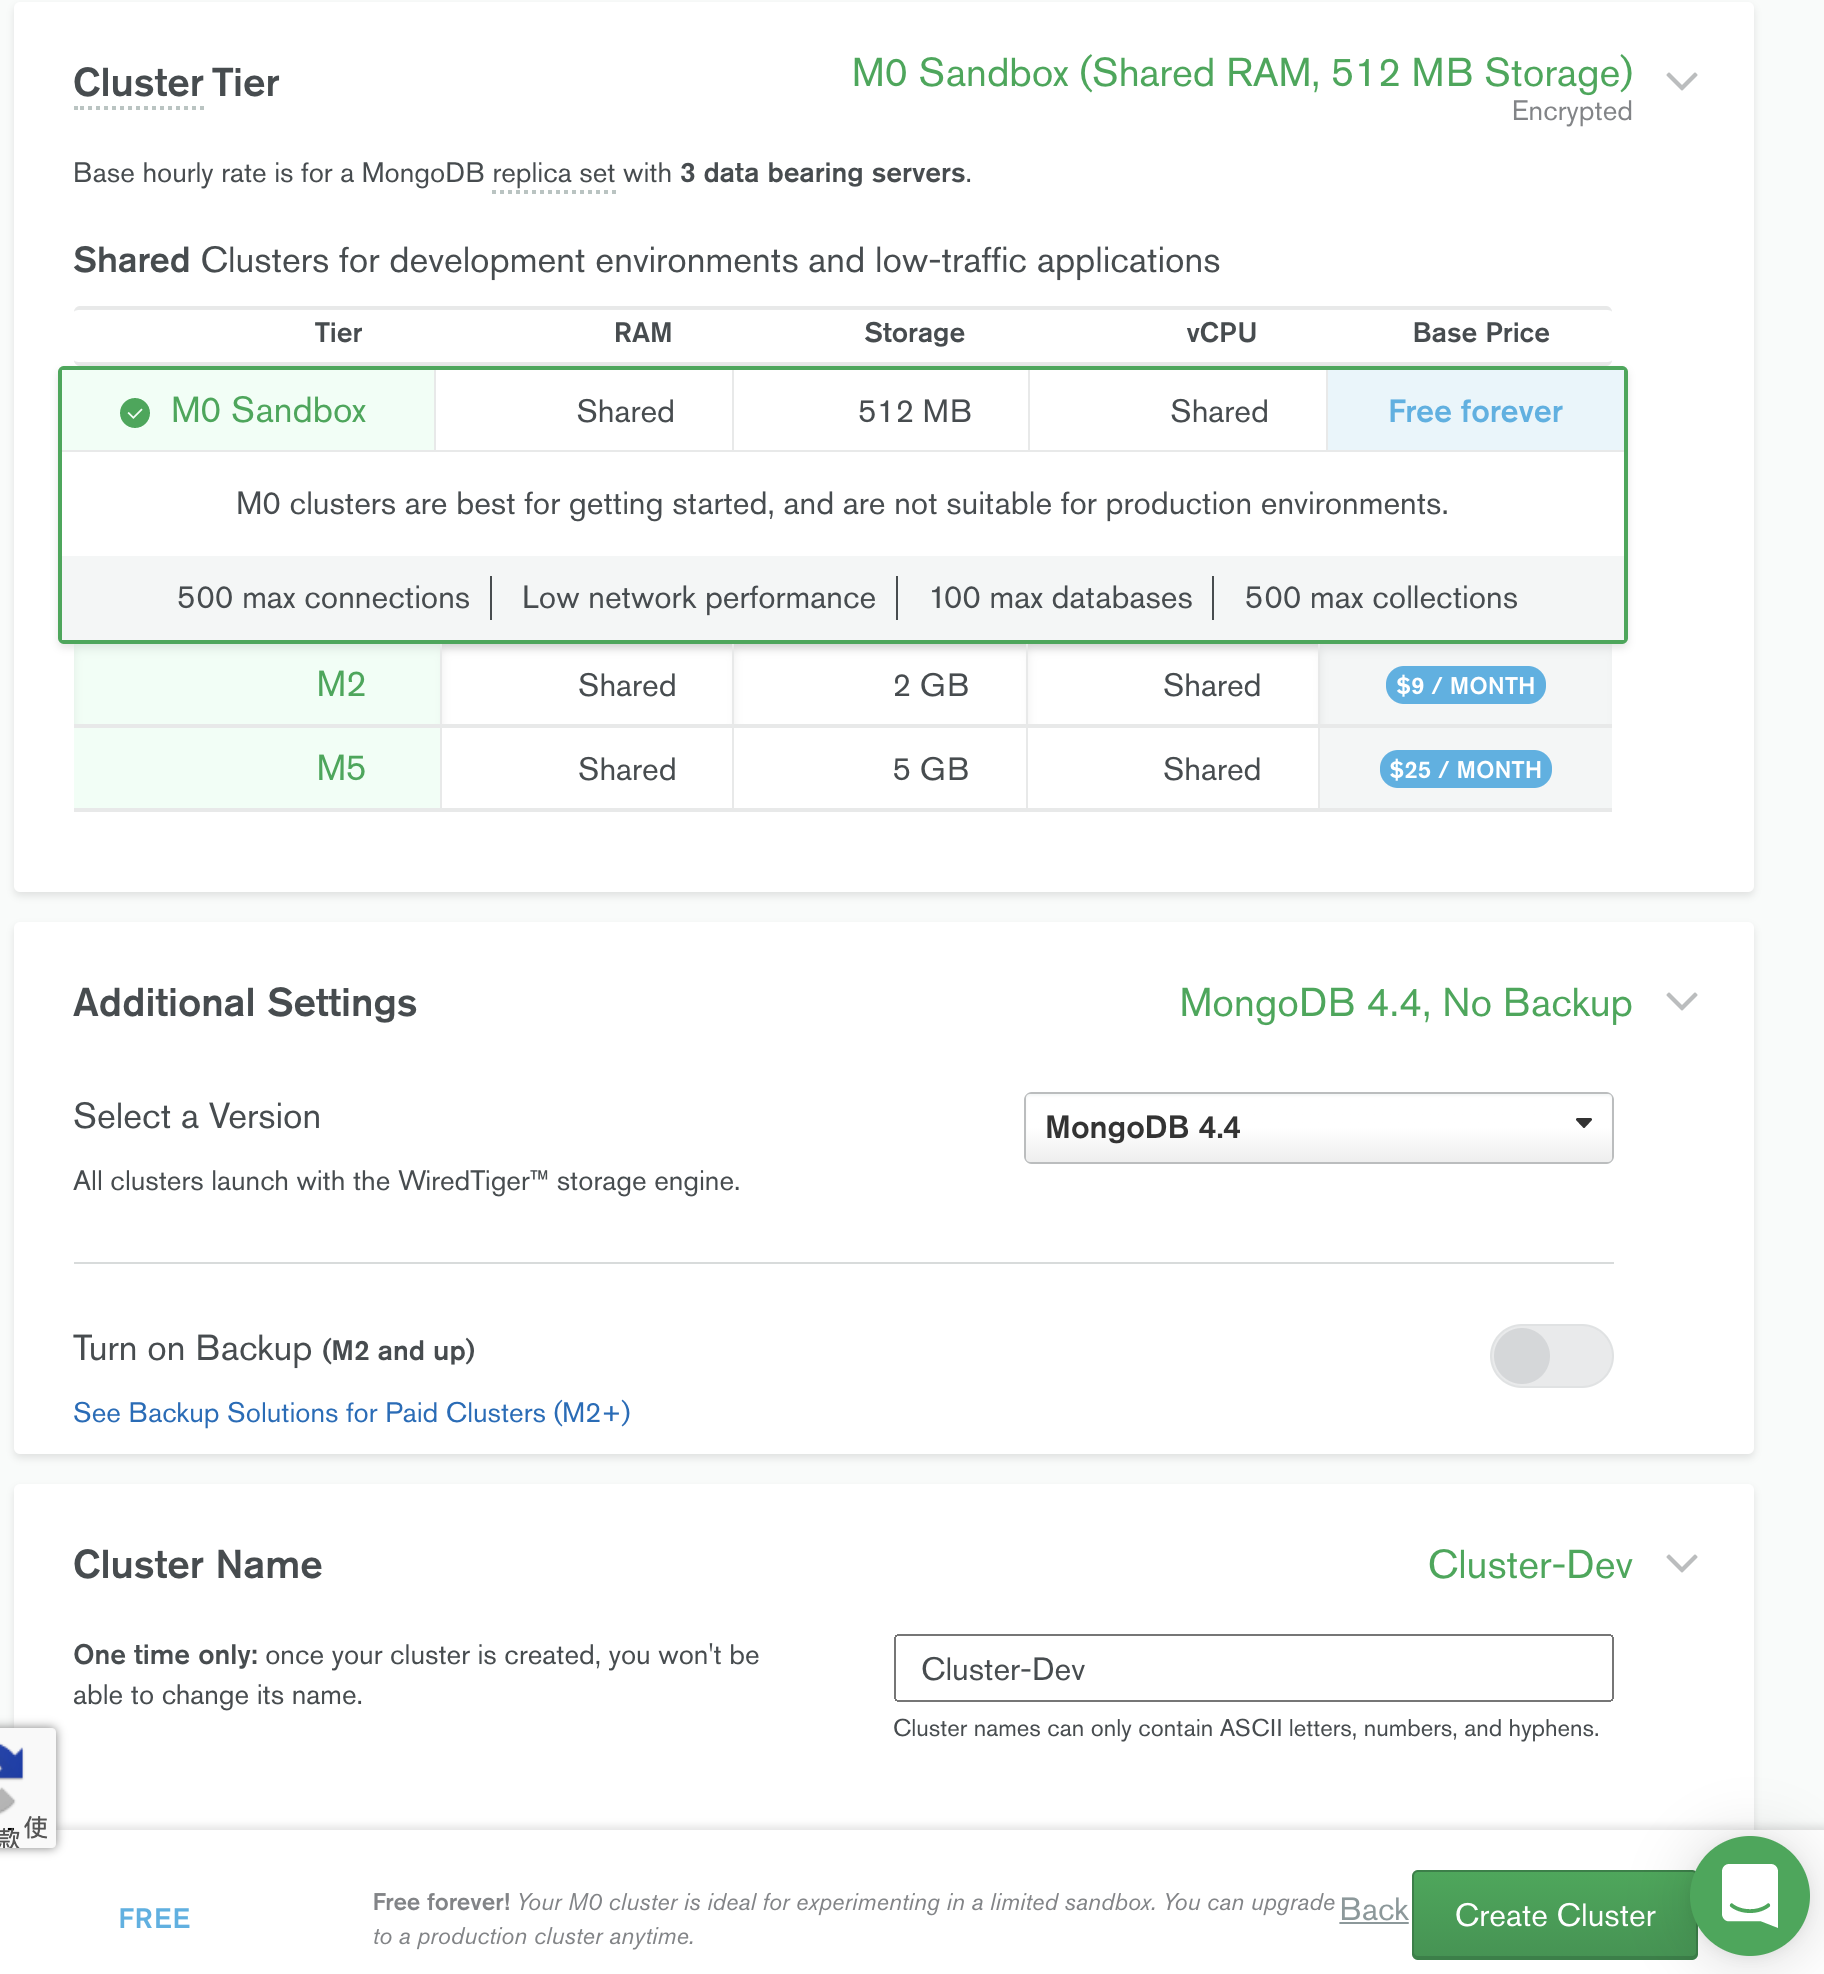 Cluster Tier
M0 Sandbox (Shared RAM, 512 MB Storage)
Encrypted
Base hourly rate is for a MongoDB replica set with 3 data bearing servers.
Shared Clusters for development environments and low-traffic applications
Tier RAM Storage vCPU Base Price
M0 Sandbox Shared 512 MB Shared Free forever
M0 clusters are best for getting started, and are not suitable for production environments.
500 max connections Low network performance 100 max databases 500 max collections
M2 Shared 2 GB Shared $9 / MONTH
M5 Shared 5 GB Shared $25 / MONTH
Additional Settings
MongoDB 4.4, No Backup
Select a Version
MongoDB 4.4
All clusters launch with the WiredTiger™ storage engine.
Turn on Backup (M2 and up)
See Backup Solutions for Paid Clusters (M2+)
Cluster Name
Cluster-Dev
One time only: once your cluster is created, you won't be
able to change its name.
Cluster-Dev
Cluster names can only contain ASCII letters, numbers, and hyphens.
款 使
FREE
Free forever! Your M0 cluster is ideal for experimenting in a limited sandbox. You can upgrade
to a production cluster anytime.
Back
Create Cluster